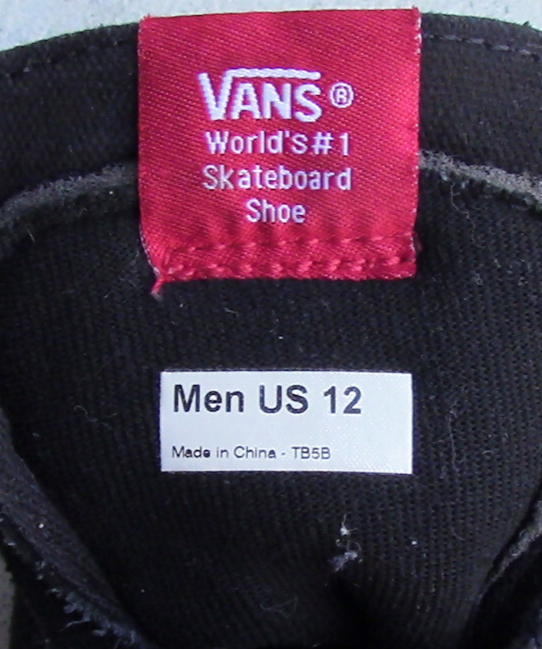 VANS®
World's #1
Skateboard
Shoe
Men US 12
Made in China - TB5B